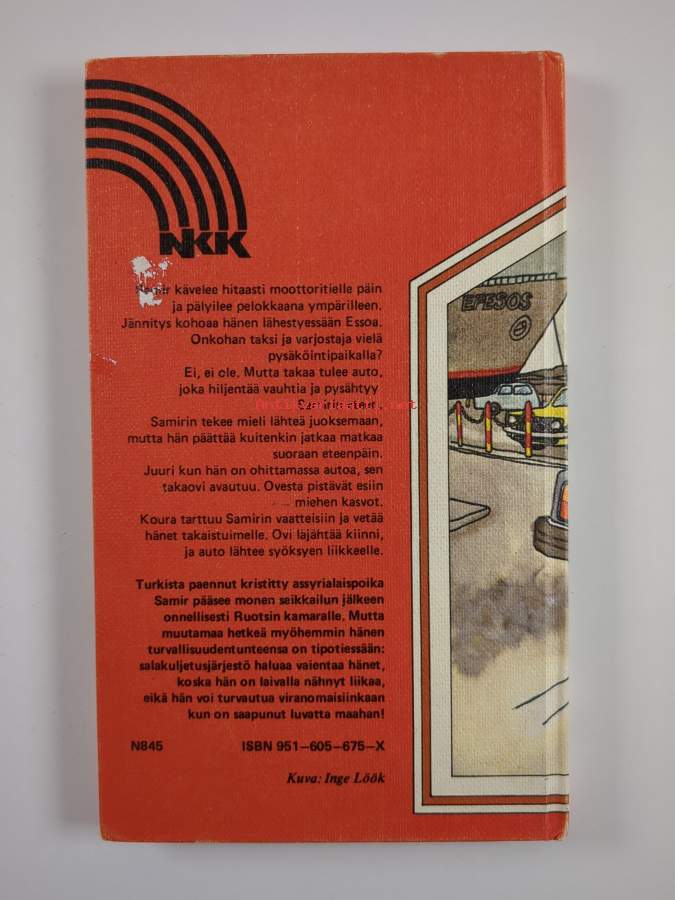 NKK
kävelee hitaasti moottoritielle päin
ja pälyilee pelokkaana ympärilleen.
Jännitys kohoaa hänen lähestyessään Essoa.
Onkohan taksi ja varjostaja vielä
pysäköintipaikalla?
Ei, ei ole. Mutta takaa tulee auto,
joka hiljentää vauhtia ja pysähtyy
Samirin eteen.
Samirin tekee mieli lähteä juoksemaan,
mutta hän päättää kuitenkin jatkaa matkaa
suoraan eteenpäin.
Juuri kun hän on ohittamassa autoa, sen
takaovi avautuu. Ovesta pistävät esiin
miehen kasvot.
Koura tarttuu Samirin vaatteisiin ja vetää
hänet takaistuimelle. Ovi läjähtää kiinni,
ja auto lähtee syöksyen liikkeelle.
Turkista paennut kristitty assyrialaispoika
Samir pääsee monen seikkailun jälkeen
onnellisesti Ruotsin kamaralle. Mutta
muutamaa hetkeä myöhemmin hänen
turvallisuudentunteensa on tipotiessään:
salakuljetusjärjestö haluaa vaientaa hänet,
koska hän on laivalla nähnyt liikaa,
eikä hän voi turvautua viranomaisiinkaan
kun on saapunut luvatta maahan!
N845 ISBN 951-605-675-X
Kuva: Inge Löök
EFESOS